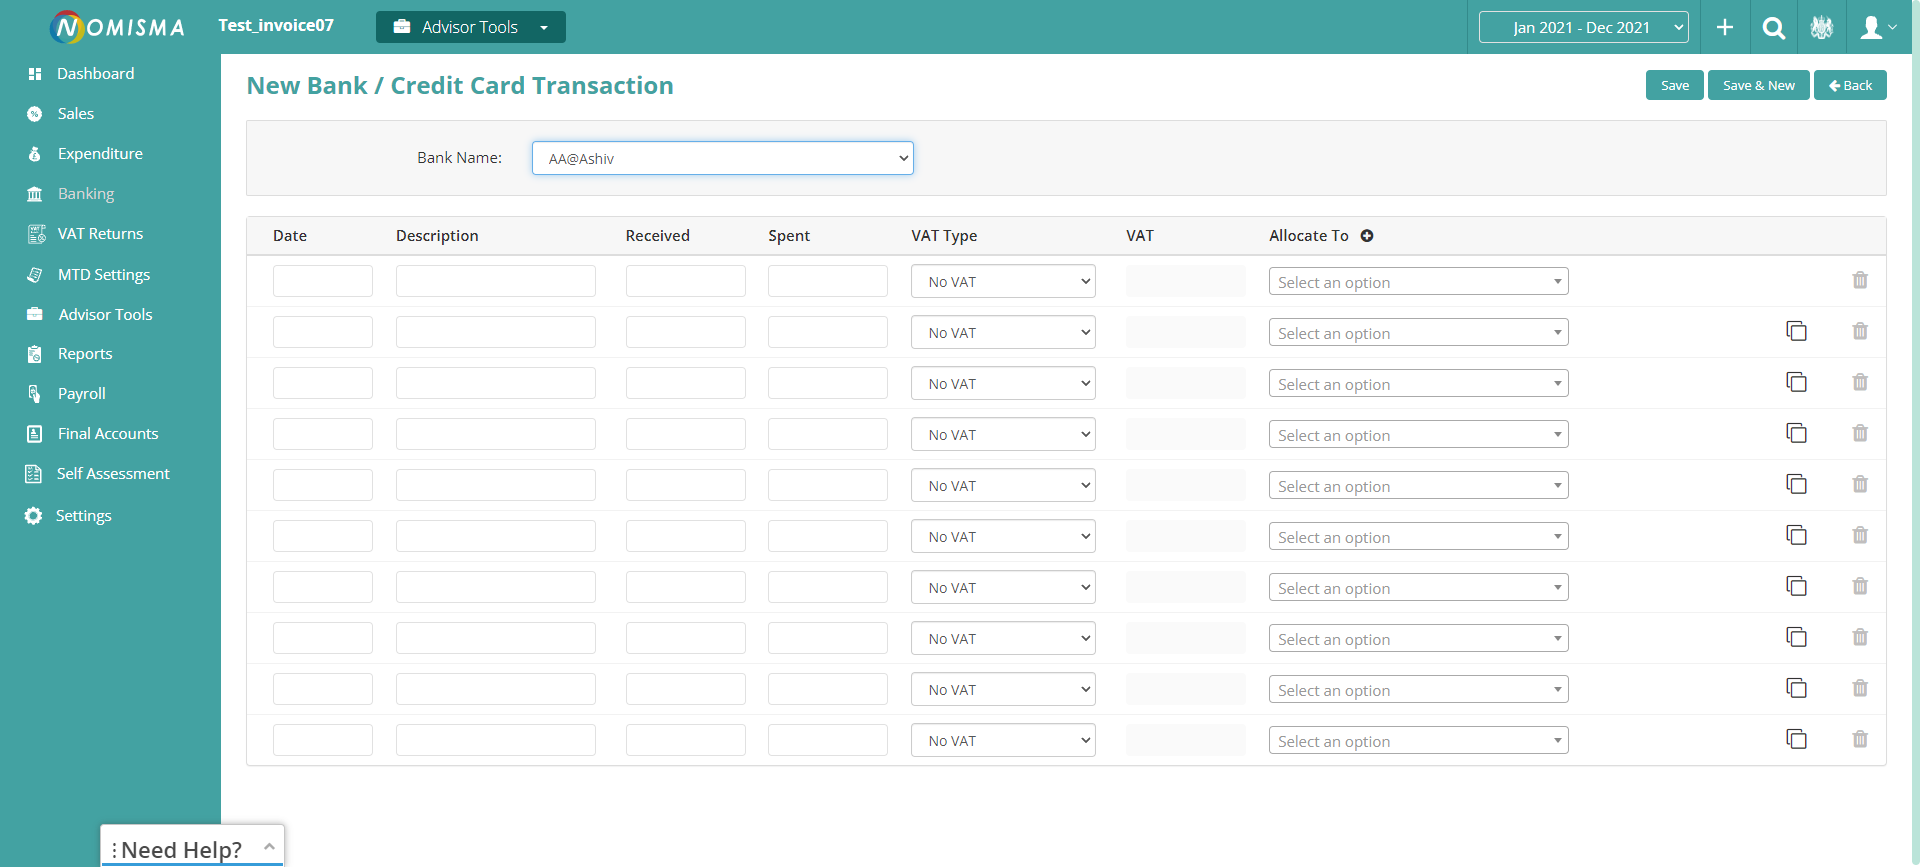 NOMISMA
Test_invoice07
Advisor Tools
Jan 2021 - Dec 2021
Dashboard
Sales
Expenditure
Banking
VAT Returns
MTD Settings
Advisor Tools
Reports
Payroll
Final Accounts
Self Assessment
Settings
New Bank / Credit Card Transaction
Save
Save & New
Back
Bank Name:
AA@Ashiv
Date Description Received Spent VAT Type VAT Allocate To
No VAT Select an option
No VAT Select an option
No VAT Select an option
No VAT Select an option
No VAT Select an option
No VAT Select an option
No VAT Select an option
No VAT Select an option
No VAT Select an option
No VAT Select an option
Need Help?